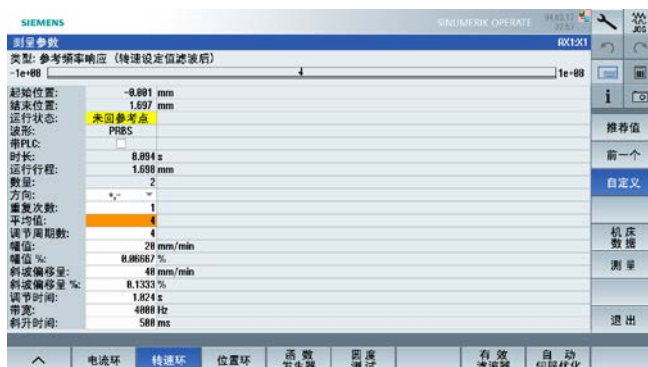 SIEMENS
SINUMERIK OPERATE
测量参数
AX1:X1
类型: 参考频率响应 (转速设定值滤波后)
-1e+08
1e+08
起始位置: -0.001 mm
结束位置: 1.697 mm
运行状态: 未回参考点
波形: PRBS
带PLC:
时长: 8.094 s
运行行程: 1.698 mm
数量: 2
方向: +,-
重复次数: 1
平均值: 4
调节周期数: 4
幅值: 20 mm/min
幅值 %: 0.06667 %
斜坡偏移量: 40 mm/min
斜坡偏移量 %: 0.1333 %
调节时间: 1.024 s
带宽: 4000 Hz
斜升时间: 500 ms
JOG
推荐值
前一个
自定义
机床
数据
测量
退出
电流环
转速环
位置环
函数
发生器
圆度
测试
有效
滤波器
自动
伺服优化